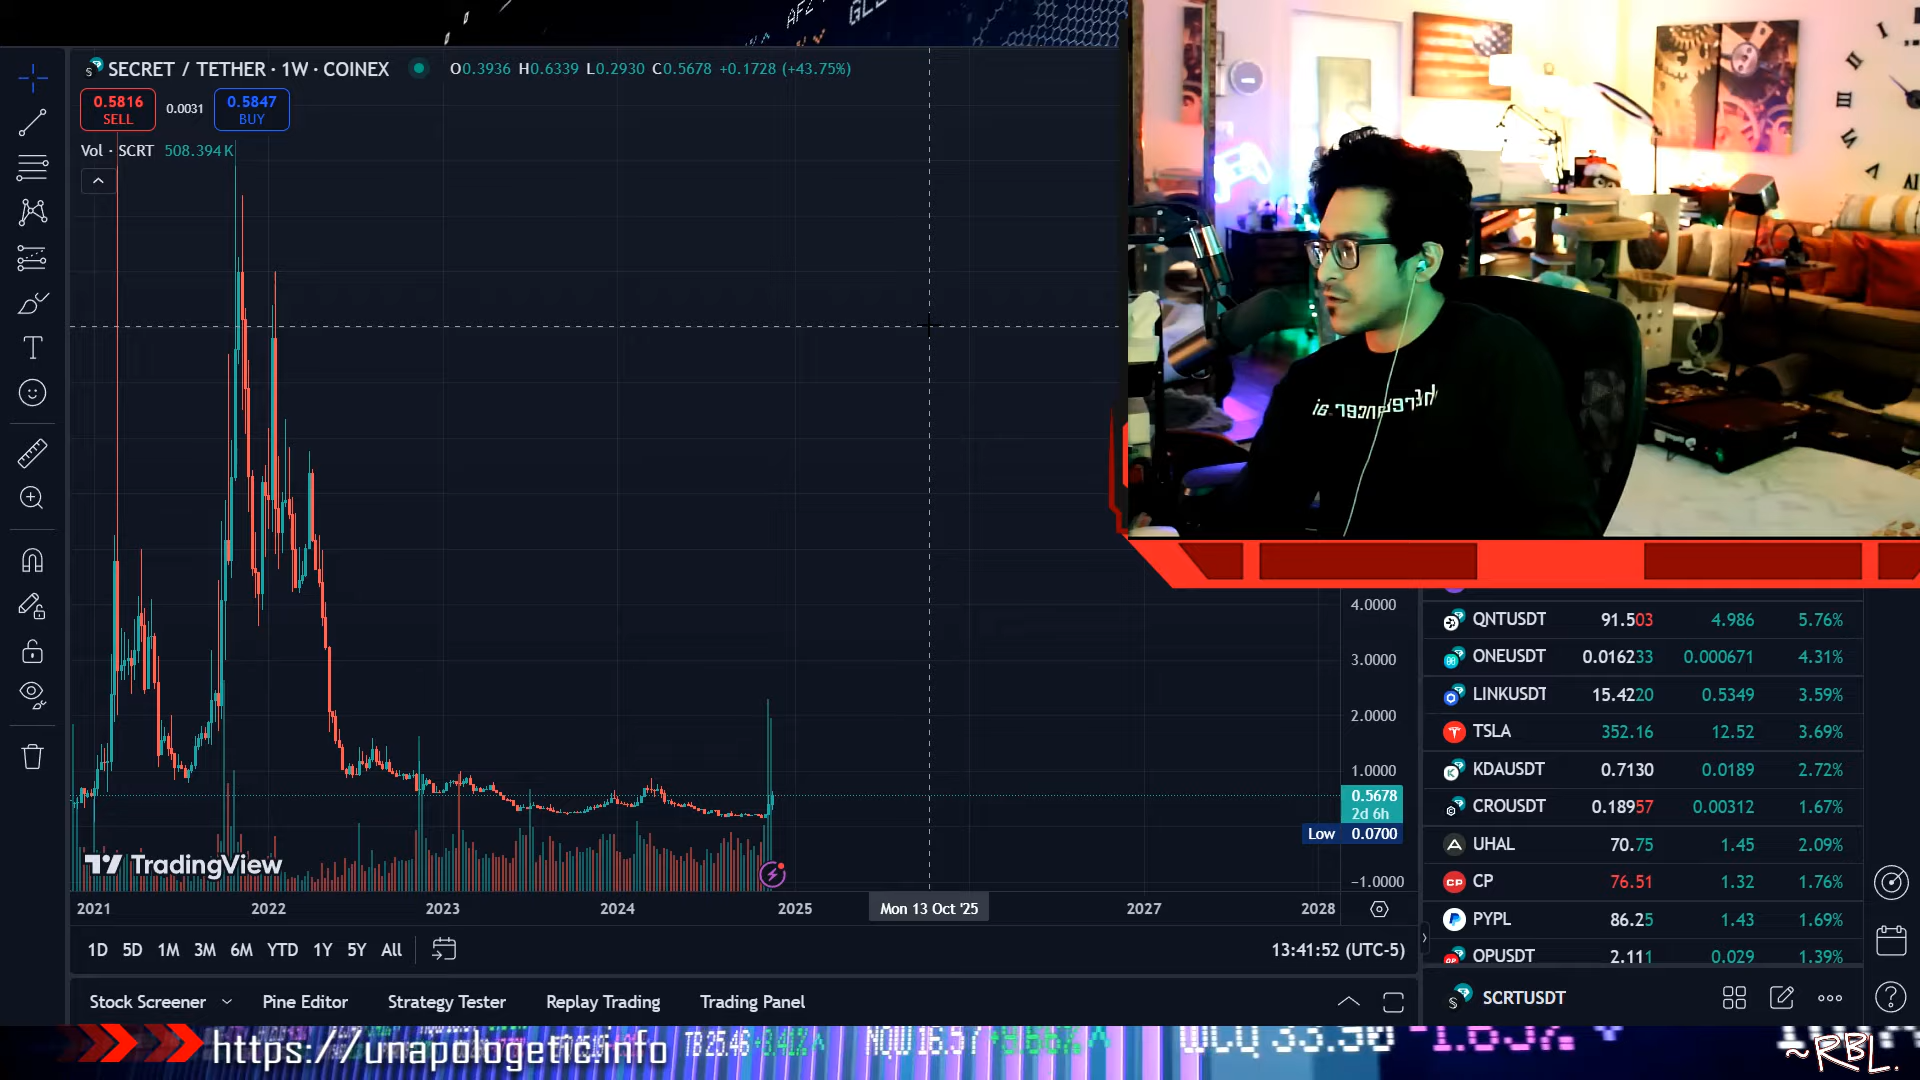 SECRET / TETHER · 1W · COINEX O0.3936 H0.6339 L0.2930 C0.5678 +0.1728 (+43.75%)
0.5816 SELL 0.0031 0.5847 BUY
Vol · SCRT 508.394K
4.0000
3.0000
2.0000
1.0000
0.5678
2d 6h
Low 0.0700
−1.0000
TradingView
2021 2022 2023 2024 2025 Mon 13 Oct '25 2027 2028
1D 5D 1M 3M 6M YTD 1Y 5Y All 13:41:52 (UTC-5)
Stock Screener Pine Editor Strategy Tester Replay Trading Trading Panel
QNTUSDT 91.503 4.986 5.76%
ONEUSDT 0.016233 0.000671 4.31%
LINKUSDT 15.4220 0.5349 3.59%
TSLA 352.16 12.52 3.69%
KDAUSDT 0.7130 0.0189 2.72%
CROUSDT 0.18957 0.00312 1.67%
UHAL 70.75 1.45 2.09%
CP 76.51 1.32 1.76%
PYPL 86.25 1.43 1.69%
OPUSDT 2.111 0.029 1.39%
SCRTUSDT
https://unapologetic.info
TB 25.46 +3.41%
~RBL.